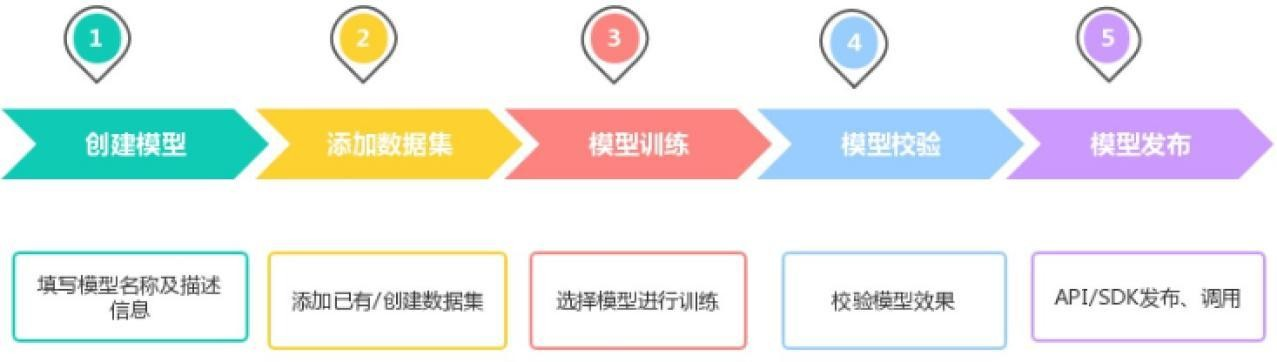 1
2
3
4
5
创建模型
添加数据集
模型训练
模型校验
模型发布
填写模型名称及描述
信息
添加已有/创建数据集
选择模型进行训练
校验模型效果
API/SDK发布、调用